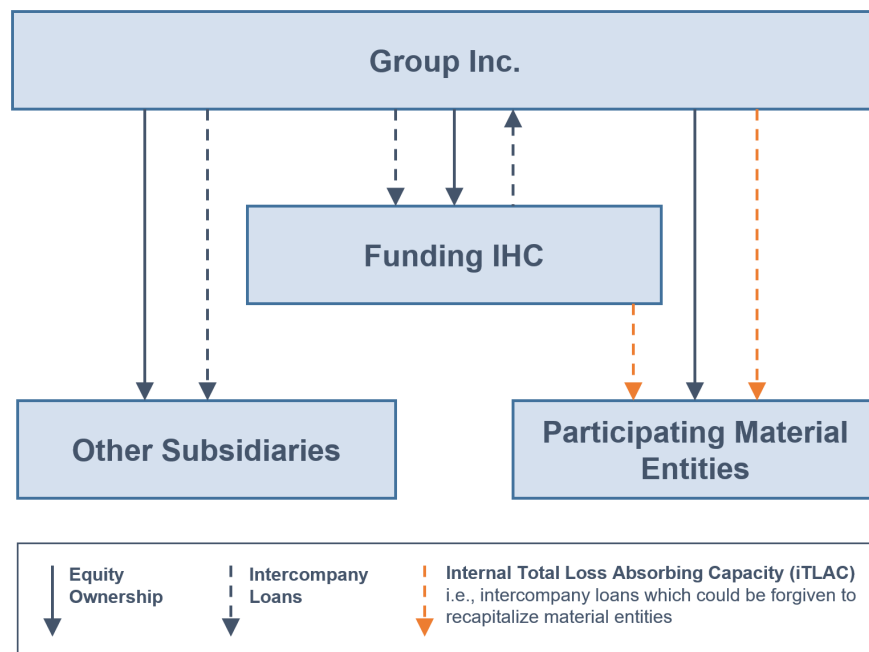 Group Inc.
Funding IHC
Other Subsidiaries
Participating Material
Entities
Equity
Ownership
Intercompany
Loans
Internal Total Loss Absorbing Capacity (iTLAC)
i.e., intercompany loans which could be forgiven to
recapitalize material entities